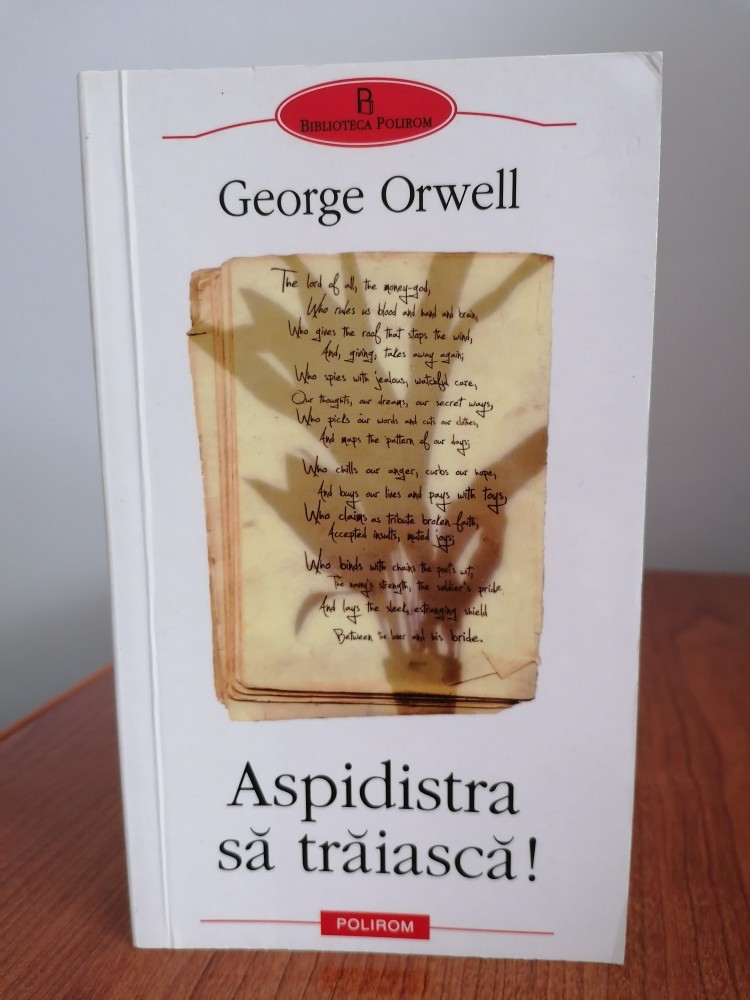 B
BIBLIOTECA POLIROM
George Orwell
The lord of all, the money-god,
Who rules us blood and hand and brain,
Who gives the roof that stops the wind,
And, giving, takes away again;
Who spies with jealous, watchful care,
Our thoughts, our dreams, our secret ways,
Who picks our words and cuts our clothes,
And maps the pattern of our days;
Who chills our anger, curbs our hope,
And buys our lives and pays with toys,
Who claims as tribute broken faith,
Accepted insults, muted joys;
Who binds with chains the poet's wit,
The navvy's strength, the soldier's pride
And lays the sleek, estranging shield
Between the lover and his bride.
Aspidistra
să trăiască!
POLIROM